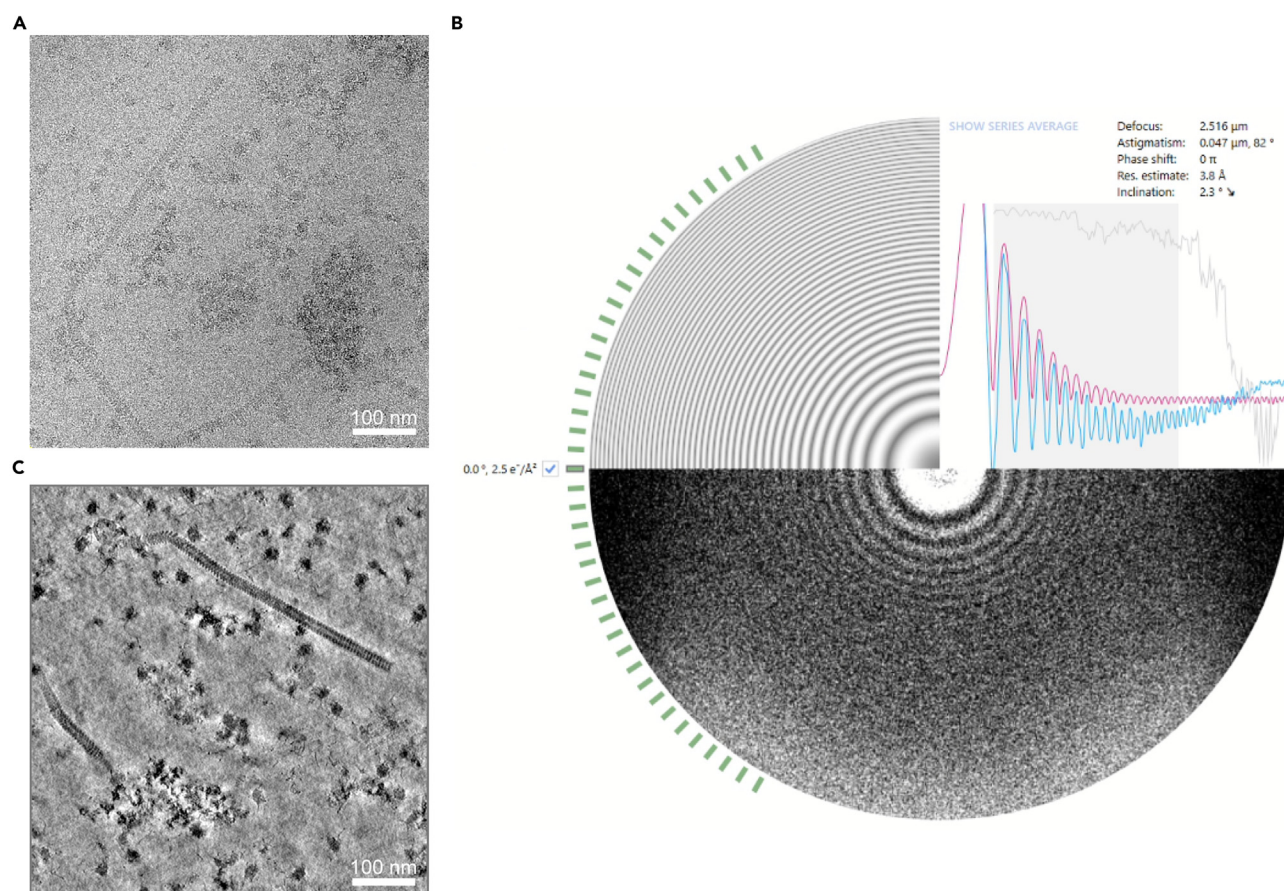 A
100 nm
B
SHOW SERIES AVERAGE
Defocus: 2.516 µm
Astigmatism: 0.047 µm, 82 °
Phase shift: 0 π
Res. estimate: 3.8 Å
Inclination: 2.3 ° ↘
0.0 °, 2.5 e⁻/Å²
C
100 nm